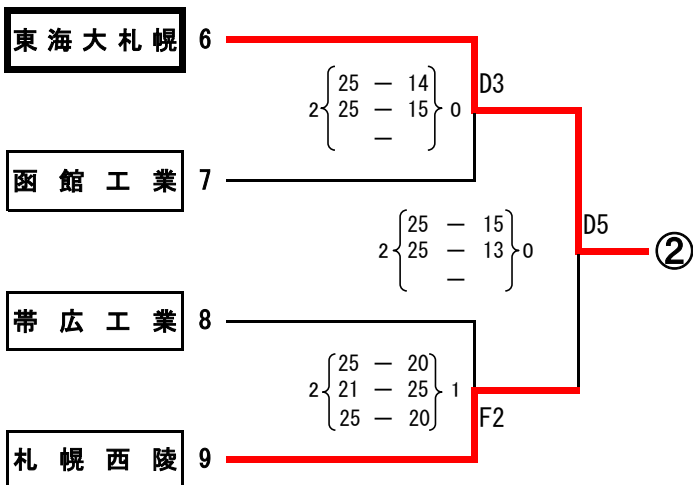 東海大札幌 6
D3
25 － 14
2 25 － 15 0
－
函館工業 7
25 － 15
D5
2 25 － 13 0
②
－
帯広工業 8
25 － 20
2 21 － 25 1
25 － 20
F2
札幌西陵 9